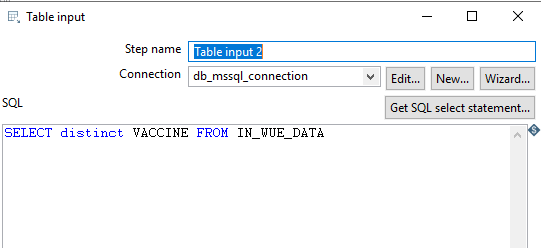 Table input
Step name
Table input 2
Connection
db_mssql_connection
Edit...
New...
Wizard...
SQL
Get SQL select statement...
SELECT distinct VACCINE FROM IN_WUE_DATA
S